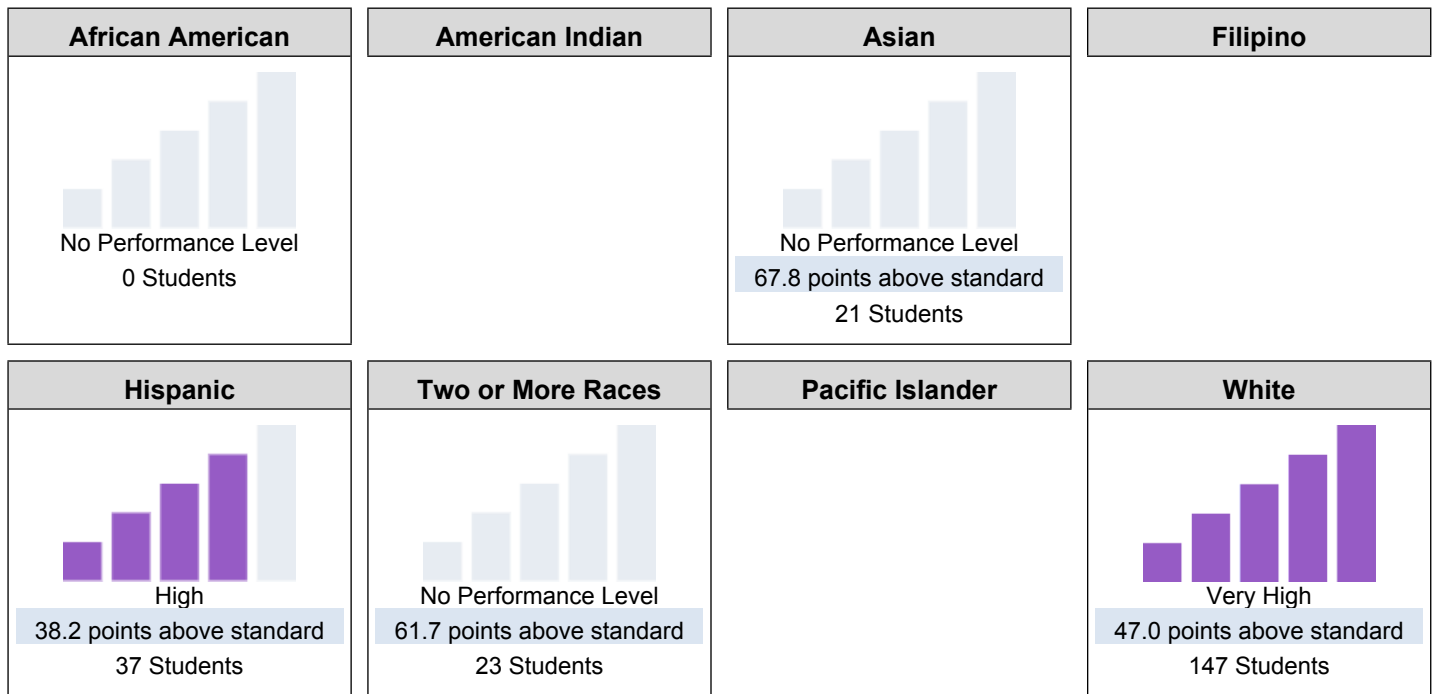 African American
No Performance Level
0 Students
American Indian
Asian
No Performance Level
67.8 points above standard
21 Students
Filipino
Hispanic
High
38.2 points above standard
37 Students
Two or More Races
No Performance Level
61.7 points above standard
23 Students
Pacific Islander
White
Very High
47.0 points above standard
147 Students